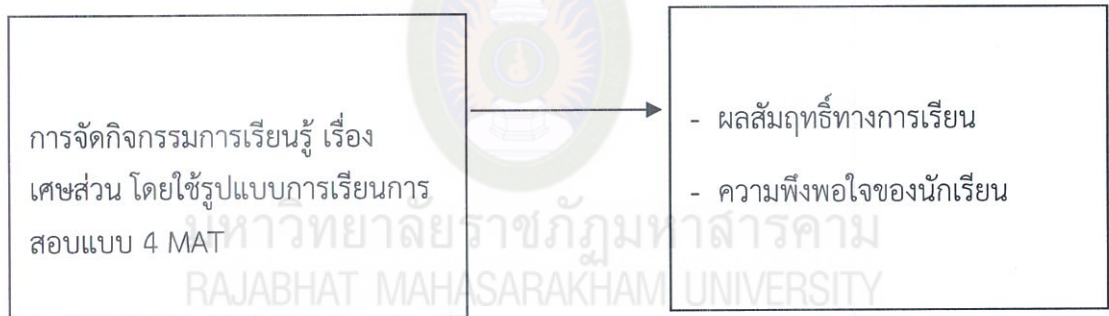 การจัดกิจกรรมการเรียนรู้ เรื่อง
เศษส่วน โดยใช้รูปแบบการเรียนการ
สอนแบบ 4 MAT
- ผลสัมฤทธิ์ทางการเรียน
- ความพึงพอใจของนักเรียน
มหาวิทยาลัยราชภัฏมหาสารคาม
RAJABHAT MAHASARAKHAM UNIVERSITY